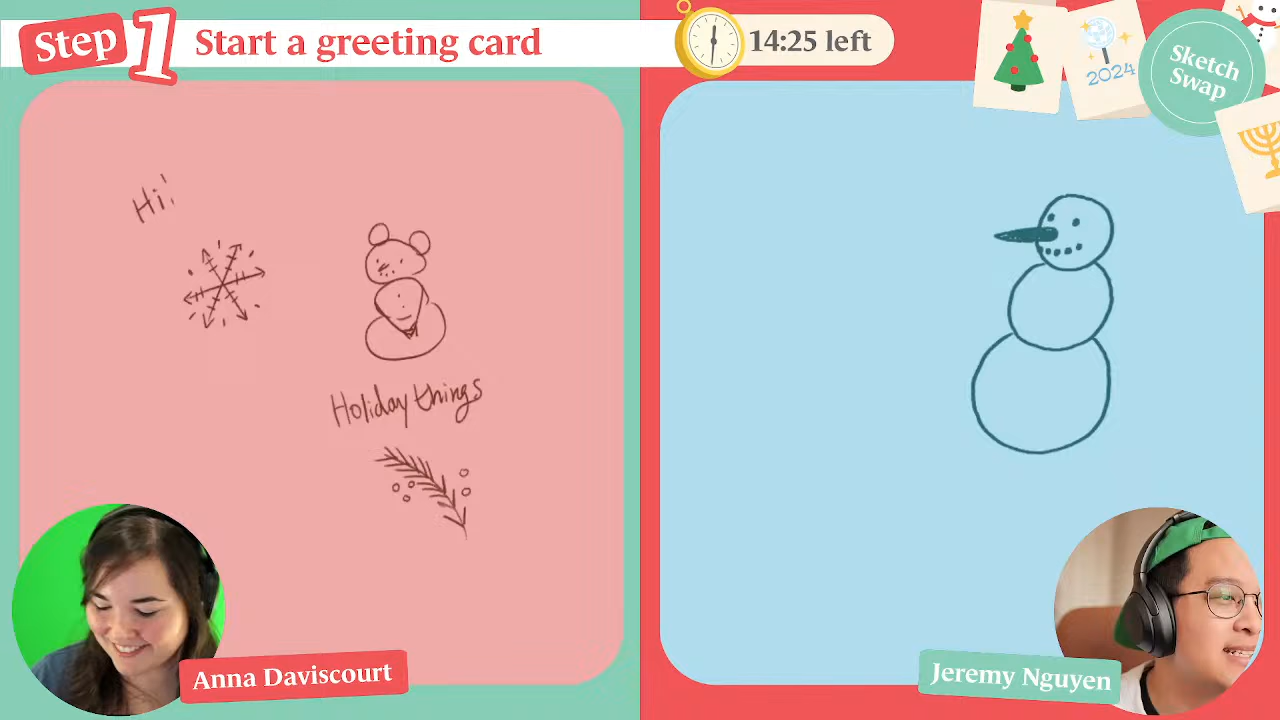 Step 1 Start a greeting card
14:25 left
2024
Sketch
Swap
Hi!
Holiday things
Anna Daviscourt
Jeremy Nguyen